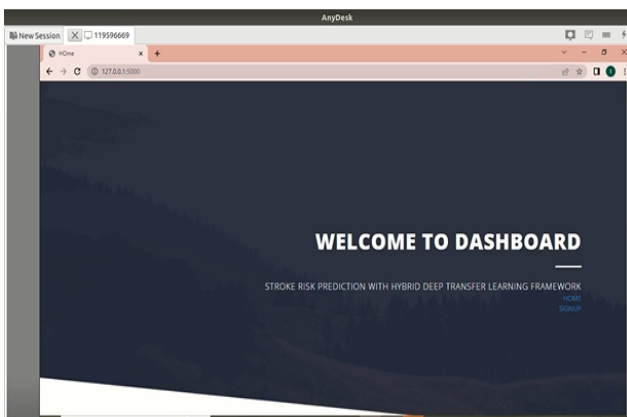 AnyDesk
New Session
119596669
HOme
127.0.0.1:5000
WELCOME TO DASHBOARD
STROKE RISK PREDICTION WITH HYBRID DEEP TRANSFER LEARNING FRAMEWORK
HOME
SIGNUP